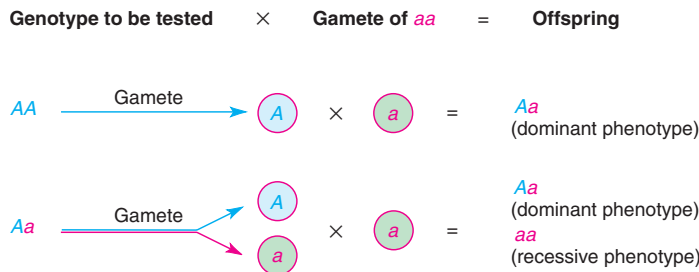 Genotype to be tested × Gamete of aa = Offspring
AA Gamete A × a = Aa
(dominant phenotype)
Aa Gamete A a × a = Aa
(dominant phenotype)
aa
(recessive phenotype)